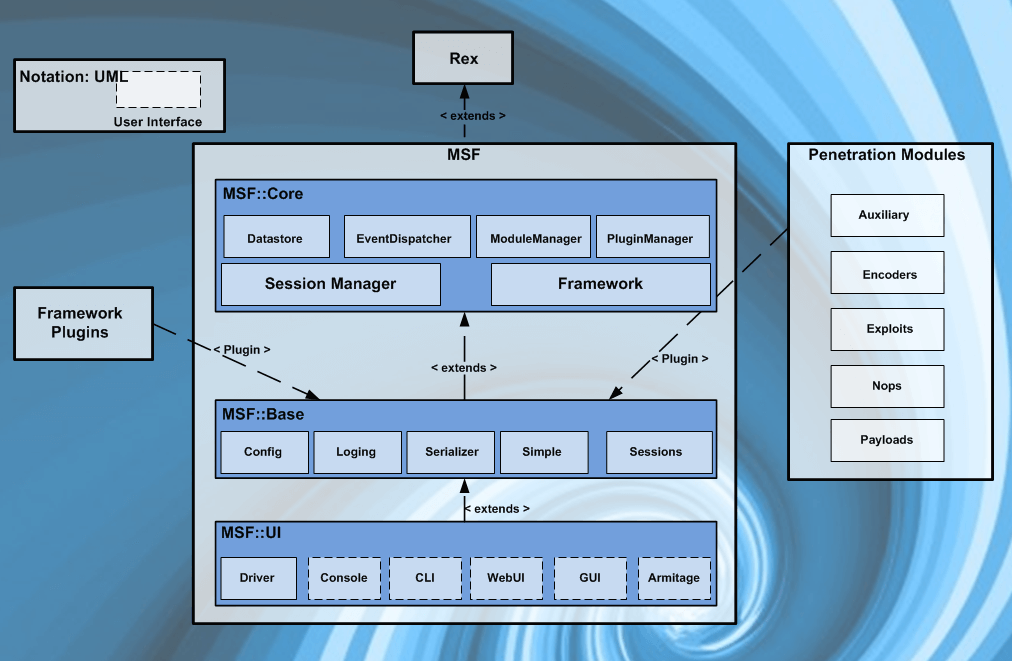 Rex
Notation: UML
User Interface
< extends >
MSF
Penetration Modules
MSF::Core
Datastore
EventDispatcher
ModuleManager
PluginManager
Session Manager
Framework
Auxiliary
Encoders
Exploits
Nops
Payloads
Framework
Plugins
< Plugin >
< extends >
< Plugin >
MSF::Base
Config
Loging
Serializer
Simple
Sessions
< extends >
MSF::UI
Driver
Console
CLI
WebUI
GUI
Armitage